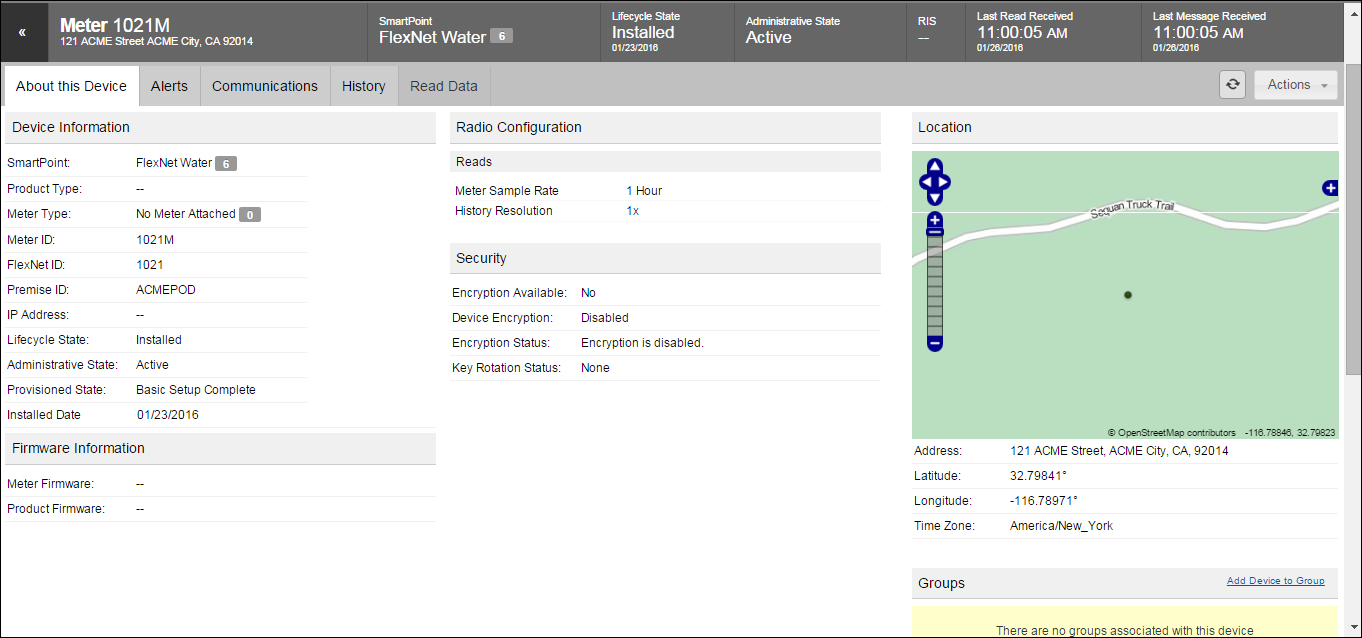 «
Meter 1021M
121 ACME Street ACME City, CA 92014
SmartPoint
FlexNet Water 6
Lifecycle State
Installed
01/23/2016
Administrative State
Active
RIS
--
Last Read Received
11:00:05 AM
01/26/2016
Last Message Received
11:00:05 AM
01/26/2016
About this Device
Alerts
Communications
History
Read Data
Actions
Device Information
SmartPoint: FlexNet Water 6
Product Type: --
Meter Type: No Meter Attached 0
Meter ID: 1021M
FlexNet ID: 1021
Premise ID: ACMEPOD
IP Address: --
Lifecycle State: Installed
Administrative State: Active
Provisioned State: Basic Setup Complete
Installed Date 01/23/2016
Firmware Information
Meter Firmware: --
Product Firmware: --
Radio Configuration
Reads
Meter Sample Rate 1 Hour
History Resolution 1x
Security
Encryption Available: No
Device Encryption: Disabled
Encryption Status: Encryption is disabled.
Key Rotation Status: None
Location
Sequan Truck Trail
© OpenStreetMap contributors -116.78846, 32.79823
Address: 121 ACME Street, ACME City, CA, 92014
Latitude: 32.79841°
Longitude: -116.78971°
Time Zone: America/New_York
Groups
Add Device to Group
There are no groups associated with this device